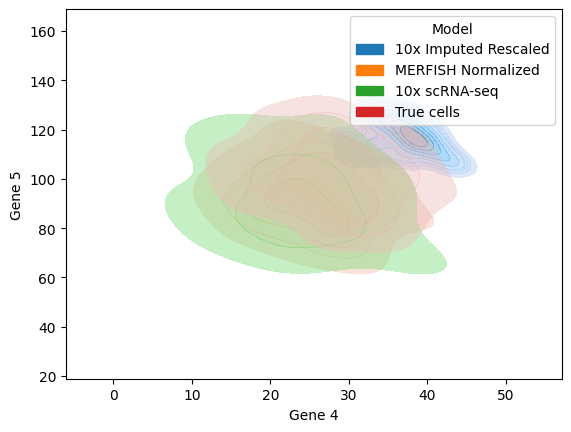 Model
10x Imputed Rescaled
MERFISH Normalized
10x scRNA-seq
True cells
160
140
120
100
80
60
40
20
Gene 5
0 10 20 30 40 50
Gene 4